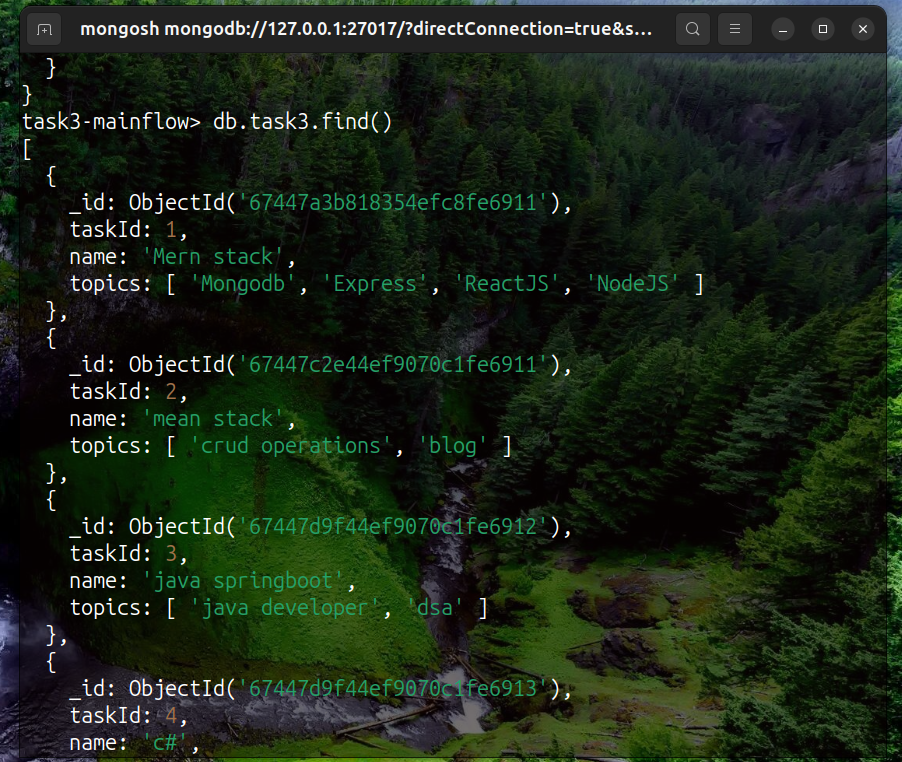 mongosh mongodb://127.0.0.1:27017/?directConnection=true&s...
}
}
task3-mainflow> db.task3.find()
[
{
_id: ObjectId('67447a3b818354efc8fe6911'),
taskId: 1,
name: 'Mern stack',
topics: [ 'Mongodb', 'Express', 'ReactJS', 'NodeJS' ]
},
{
_id: ObjectId('67447c2e44ef9070c1fe6911'),
taskId: 2,
name: 'mean stack',
topics: [ 'crud operations', 'blog' ]
},
{
_id: ObjectId('67447d9f44ef9070c1fe6912'),
taskId: 3,
name: 'java springboot',
topics: [ 'java developer', 'dsa' ]
},
{
_id: ObjectId('67447d9f44ef9070c1fe6913'),
taskId: 4,
name: 'c#',